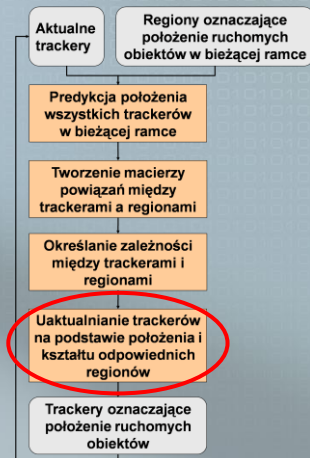 Aktualne
trackery
Regiony oznaczające
położenie ruchomych
obiektów w bieżącej ramce
Predykcja położenia
wszystkich trackerów
w bieżącej ramce
Tworzenie macierzy
powiązań między
trackerami a regionami
Określanie zależności
między trackerami i
regionami
Uaktualnianie trackerów
na podstawie położenia i
kształtu odpowiednich
regionów
Trackery oznaczające
położenie ruchomych
obiektów